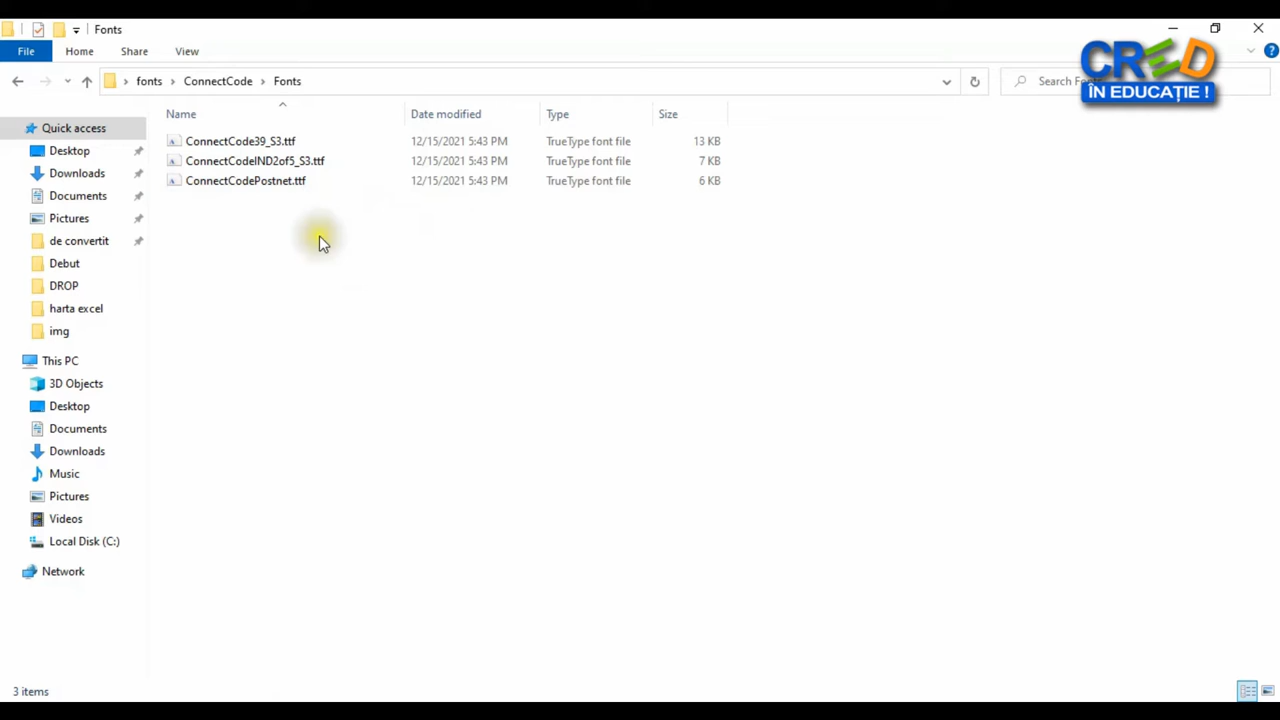 Fonts
File Home Share View
CRED
ÎN EDUCAȚIE !
fonts ConnectCode Fonts
Name Date modified Type Size
ConnectCode39_S3.ttf 12/15/2021 5:43 PM TrueType font file 13 KB
ConnectCodeIND2of5_S3.ttf 12/15/2021 5:43 PM TrueType font file 7 KB
ConnectCodePostnet.ttf 12/15/2021 5:43 PM TrueType font file 6 KB
Quick access
Desktop
Downloads
Documents
Pictures
de convertit
Debut
DROP
harta excel
img
This PC
3D Objects
Desktop
Documents
Downloads
Music
Pictures
Videos
Local Disk (C:)
Network
3 items